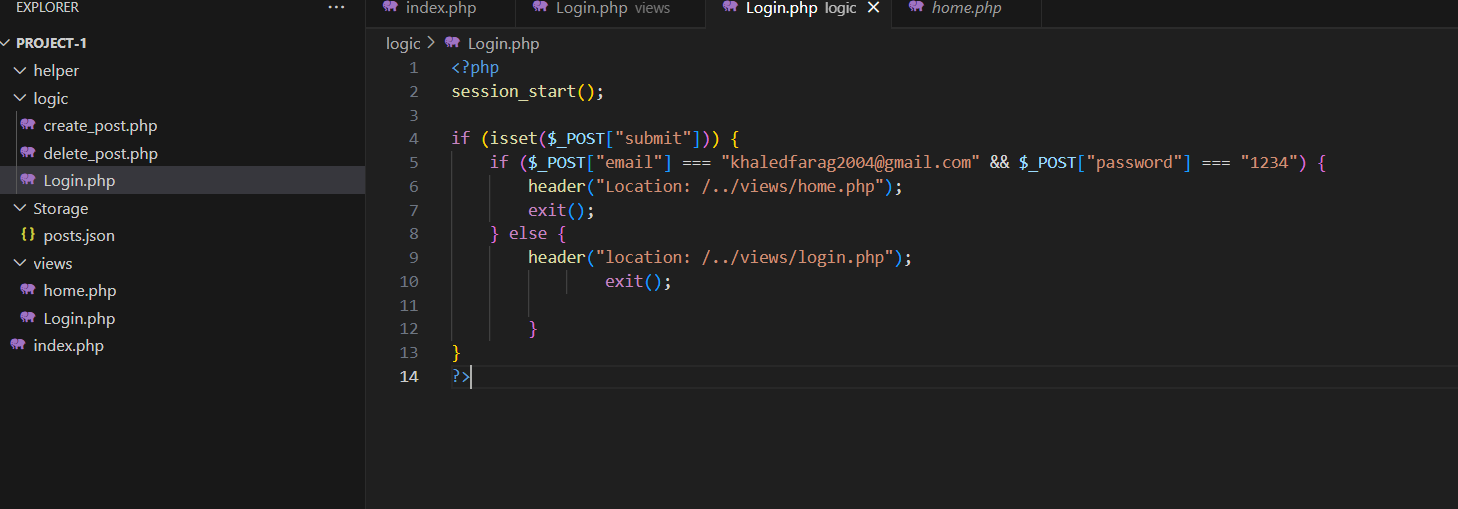 EXPLORER ···
PROJECT-1
helper
logic
create_post.php
delete_post.php
Login.php
Storage
{} posts.json
views
home.php
Login.php
index.php
index.php Login.php views Login.php logic × home.php
logic > Login.php
1 <?php
2 session_start();
3
4 if (isset($_POST["submit"])) {
5 if ($_POST["email"] === "khaledfarag2004@gmail.com" && $_POST["password"] === "1234") {
6 header("Location: /../views/home.php");
7 exit();
8 } else {
9 header("location: /../views/login.php");
10 exit();
11
12 }
13 }
14 ?>